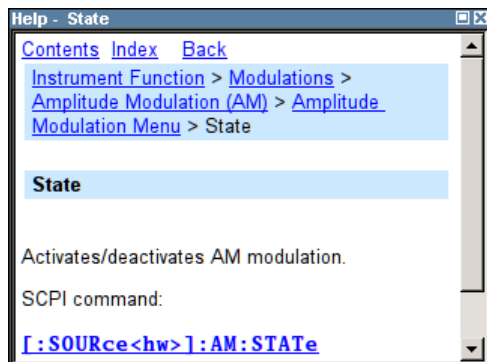 Help - State
Contents Index Back
Instrument Function > Modulations >
Amplitude Modulation (AM) > Amplitude
Modulation Menu > State
State
Activates/deactivates AM modulation.
SCPI command:
[:SOURce<hw>]:AM:STATe